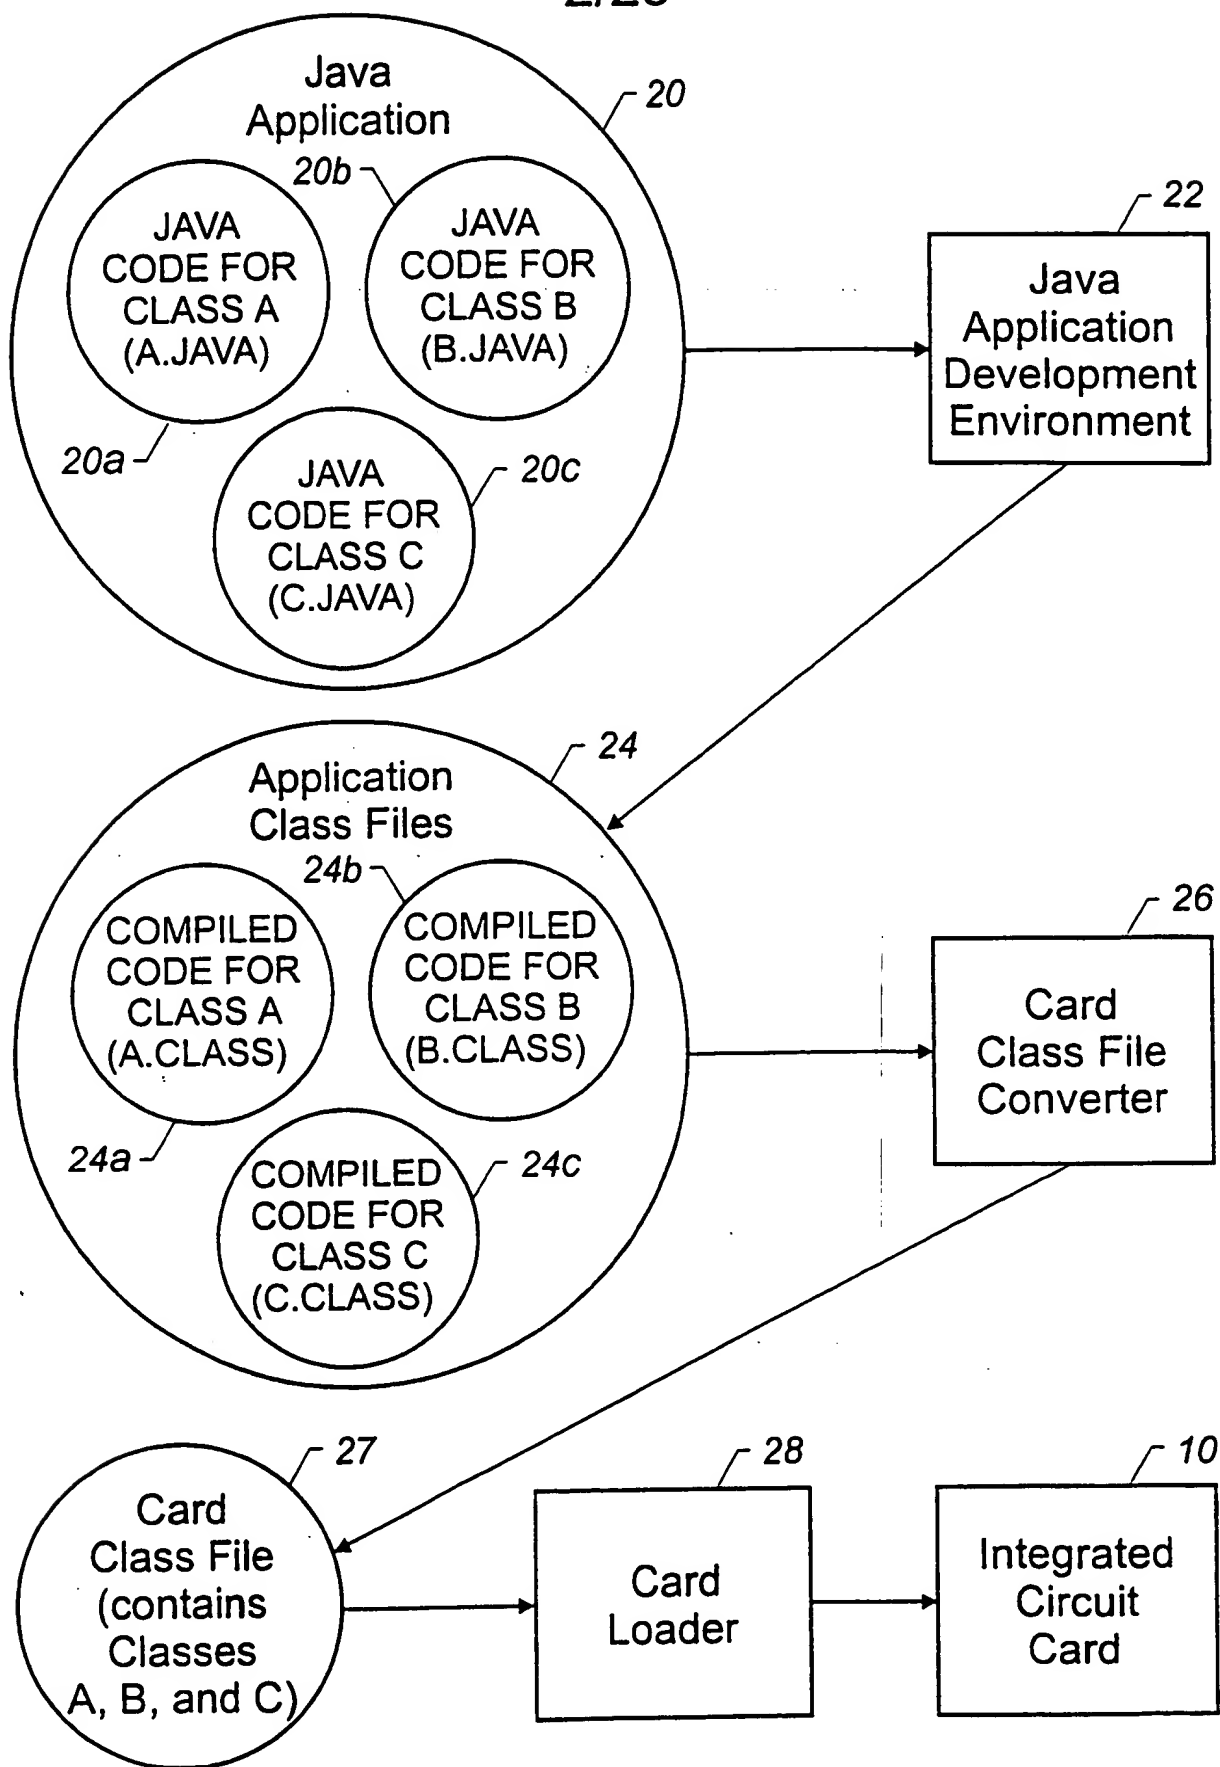 Java
Application
20
20b
JAVA
CODE FOR
CLASS A
(A.JAVA)
JAVA
CODE FOR
CLASS B
(B.JAVA)
20a
JAVA
CODE FOR
CLASS C
(C.JAVA)
20c
22
Java
Application
Development
Environment
Application
Class Files
24
24b
COMPILED
CODE FOR
CLASS A
(A.CLASS)
COMPILED
CODE FOR
CLASS B
(B.CLASS)
24a
COMPILED
CODE FOR
CLASS C
(C.CLASS)
24c
26
Card
Class File
Converter
27
Card
Class File
(contains
Classes
A, B, and C)
28
Card
Loader
10
Integrated
Circuit
Card